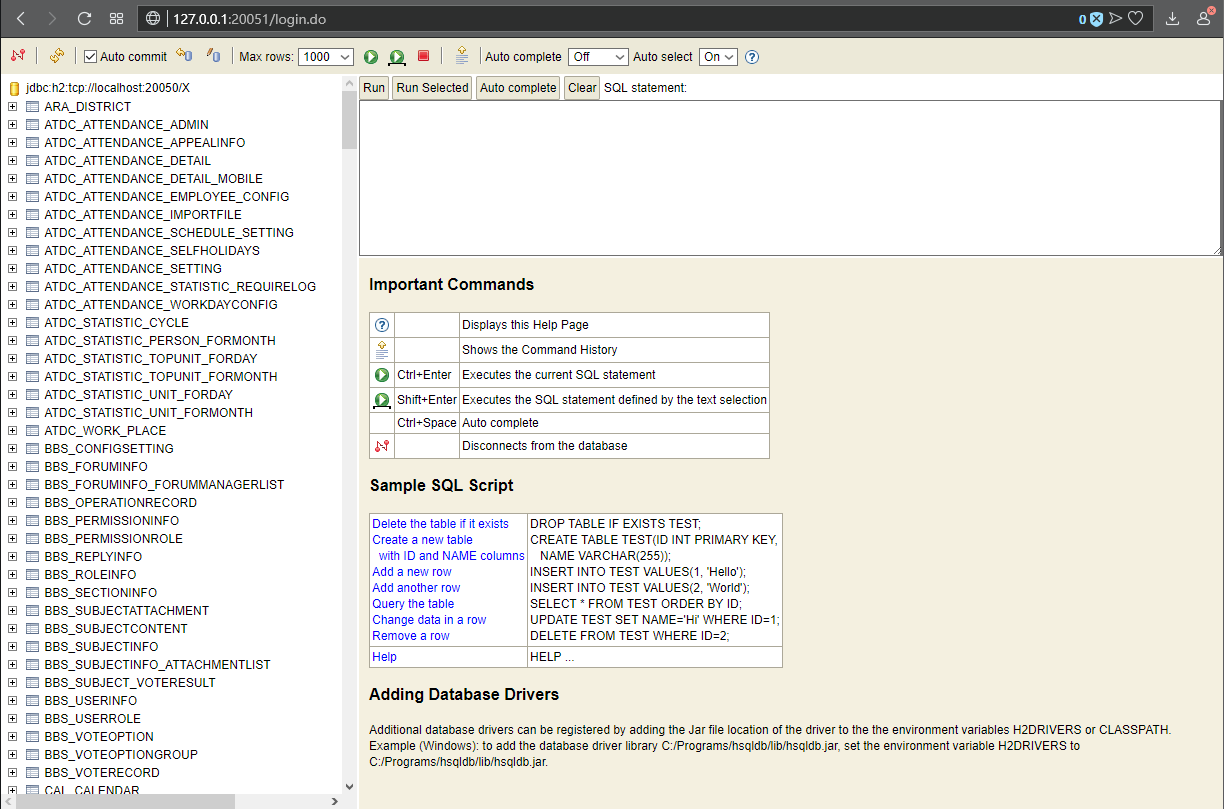 127.0.0.1:20051/login.do
0
Auto commit
Max rows:
1000
Auto complete
Off
Auto select
On
jdbc:h2:tcp://localhost:20050/X
ARA_DISTRICT
ATDC_ATTENDANCE_ADMIN
ATDC_ATTENDANCE_APPEALINFO
ATDC_ATTENDANCE_DETAIL
ATDC_ATTENDANCE_DETAIL_MOBILE
ATDC_ATTENDANCE_EMPLOYEE_CONFIG
ATDC_ATTENDANCE_IMPORTFILE
ATDC_ATTENDANCE_SCHEDULE_SETTING
ATDC_ATTENDANCE_SELFHOLIDAYS
ATDC_ATTENDANCE_SETTING
ATDC_ATTENDANCE_STATISTIC_REQUIRELOG
ATDC_ATTENDANCE_WORKDAYCONFIG
ATDC_STATISTIC_CYCLE
ATDC_STATISTIC_PERSON_FORMONTH
ATDC_STATISTIC_TOPUNIT_FORDAY
ATDC_STATISTIC_TOPUNIT_FORMONTH
ATDC_STATISTIC_UNIT_FORDAY
ATDC_STATISTIC_UNIT_FORMONTH
ATDC_WORK_PLACE
BBS_CONFIGSETTING
BBS_FORUMINFO
BBS_FORUMINFO_FORUMMANAGERLIST
BBS_OPERATIONRECORD
BBS_PERMISSIONINFO
BBS_PERMISSIONROLE
BBS_REPLYINFO
BBS_ROLEINFO
BBS_SECTIONINFO
BBS_SUBJECTATTACHMENT
BBS_SUBJECTCONTENT
BBS_SUBJECTINFO
BBS_SUBJECTINFO_ATTACHMENTLIST
BBS_SUBJECT_VOTERESULT
BBS_USERINFO
BBS_USERROLE
BBS_VOTEOPTION
BBS_VOTEOPTIONGROUP
BBS_VOTERECORD
CAL_CALENDAR
Run
Run Selected
Auto complete
Clear
SQL statement:
Important Commands
Displays this Help Page
Shows the Command History
Ctrl+Enter Executes the current SQL statement
Shift+Enter Executes the SQL statement defined by the text selection
Ctrl+Space Auto complete
Disconnects from the database
Sample SQL Script
Delete the table if it exists DROP TABLE IF EXISTS TEST;
Create a new table CREATE TABLE TEST(ID INT PRIMARY KEY,
with ID and NAME columns NAME VARCHAR(255));
Add a new row INSERT INTO TEST VALUES(1, 'Hello');
Add another row INSERT INTO TEST VALUES(2, 'World');
Query the table SELECT * FROM TEST ORDER BY ID;
Change data in a row UPDATE TEST SET NAME='Hi' WHERE ID=1;
Remove a row DELETE FROM TEST WHERE ID=2;
Help HELP ...
Adding Database Drivers
Additional database drivers can be registered by adding the Jar file location of the driver to the the environment variables H2DRIVERS or CLASSPATH.
Example (Windows): to add the database driver library C:/Programs/hsqldb/lib/hsqldb.jar, set the environment variable H2DRIVERS to
C:/Programs/hsqldb/lib/hsqldb.jar.